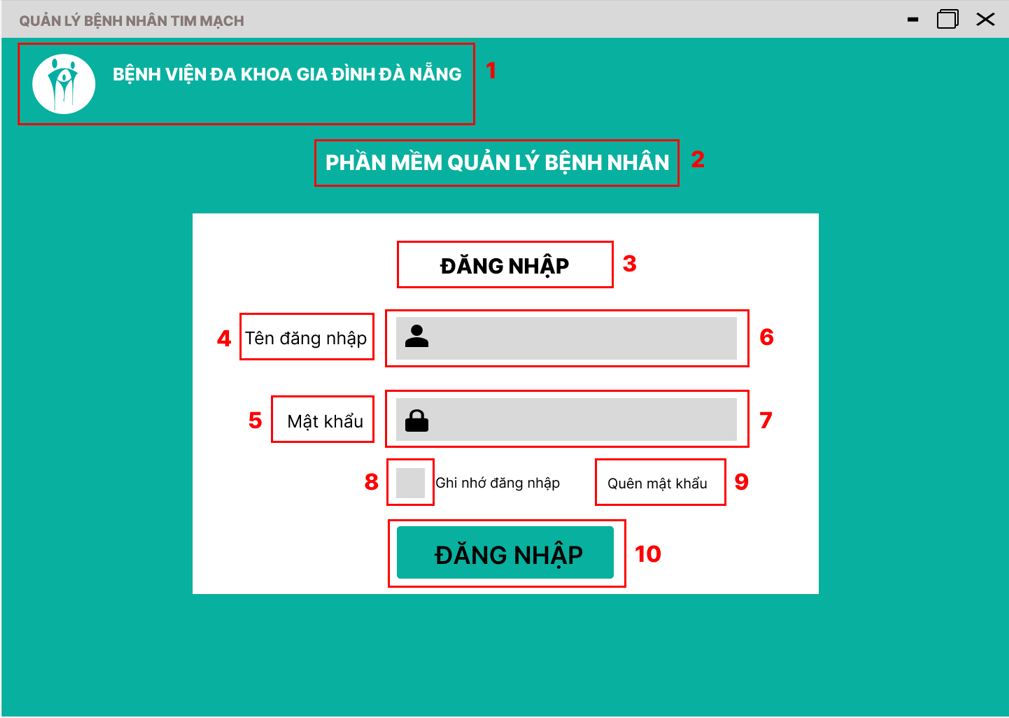 QUẢN LÝ BỆNH NHÂN TIM MẠCH
BỆNH VIỆN ĐA KHOA GIA ĐÌNH ĐÀ NẴNG 1
PHẦN MỀM QUẢN LÝ BỆNH NHÂN 2
ĐĂNG NHẬP 3
4 Tên đăng nhập 6
5 Mật khẩu 7
8 Ghi nhớ đăng nhập Quên mật khẩu 9
ĐĂNG NHẬP 10